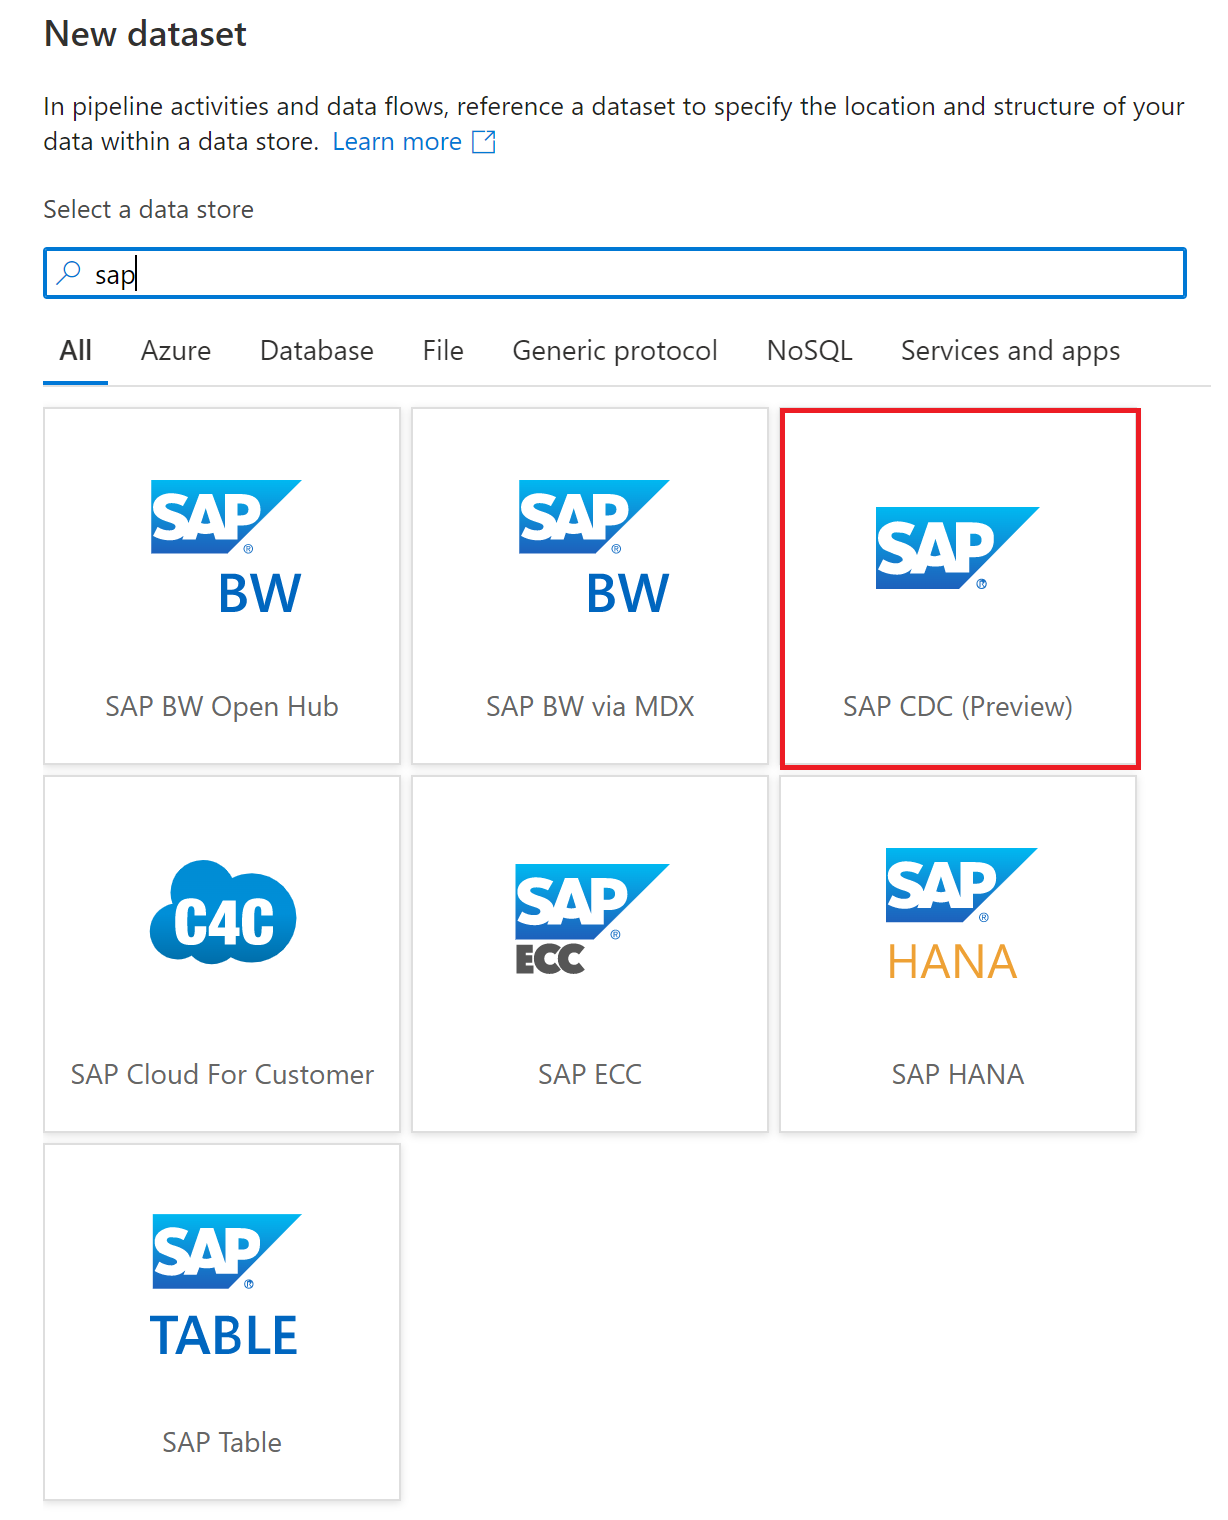 New dataset
In pipeline activities and data flows, reference a dataset to specify the location and structure of your
data within a data store. Learn more
Select a data store
sap
All Azure Database File Generic protocol NoSQL Services and apps
SAP ®
BW
SAP BW Open Hub
SAP ®
BW
SAP BW via MDX
SAP ®
SAP CDC (Preview)
C4C
SAP Cloud For Customer
SAP ®
ECC
SAP ECC
SAP ®
HANA
SAP HANA
SAP ®
TABLE
SAP Table